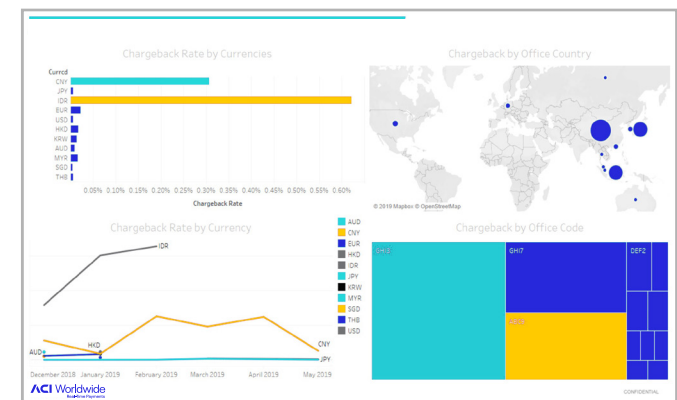 Chargeback Rate by Currencies
Currcd
CNY
JPY
IDR
EUR
USD
HKD
KRW
AUD
MYR
SGD
THB
0.05% 0.10% 0.15% 0.20% 0.25% 0.30% 0.35% 0.40% 0.45% 0.50% 0.55% 0.60%
Chargeback Rate
Chargeback by Office Country
© 2019 Mapbox © OpenStreetMap
Chargeback Rate by Currency
IDR
AUD
HKD
CNY
JPY
December 2018 January 2019 February 2019 March 2019 April 2019 May 2019
AUD
CNY
EUR
HKD
IDR
JPY
KRW
MYR
SGD
THB
USD
Chargeback by Office Code
GHI7
DEF2
ACI Worldwide
Real-time Payments
CONFIDENTIAL